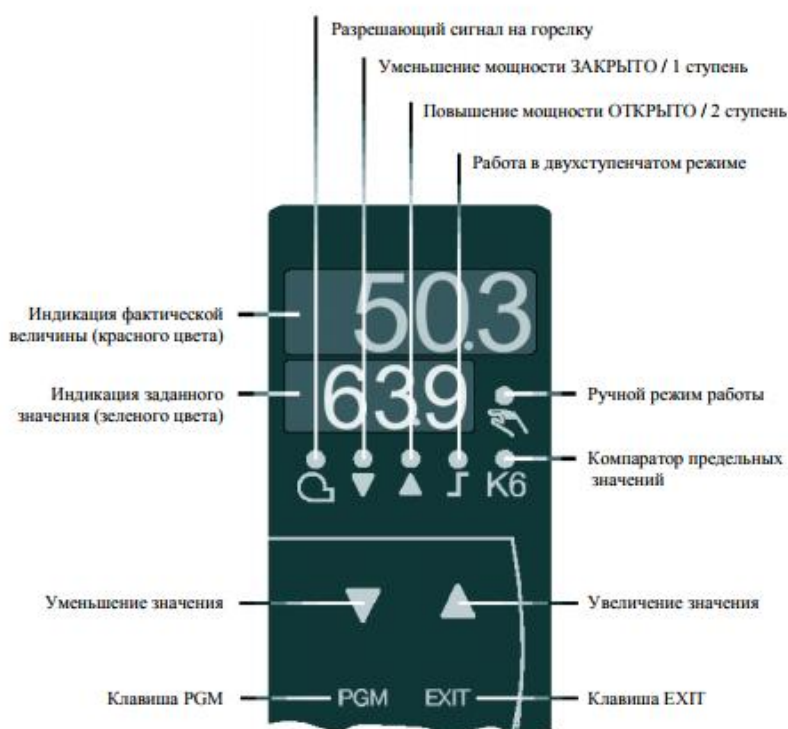 Разрешающий сигнал на горелку
Уменьшение мощности ЗАКРЫТО / 1 ступень
Повышение мощности ОТКРЫТО / 2 ступень
Работа в двухступенчатом режиме
50.3
Индикация фактической
величины (красного цвета)
63.9
Индикация заданного
значения (зеленого цвета)
Ручной режим работы
K6
Компаратор предельных
значений
Уменьшение значения
Увеличение значения
Клавиша PGM
PGM
EXIT
Клавиша EXIT